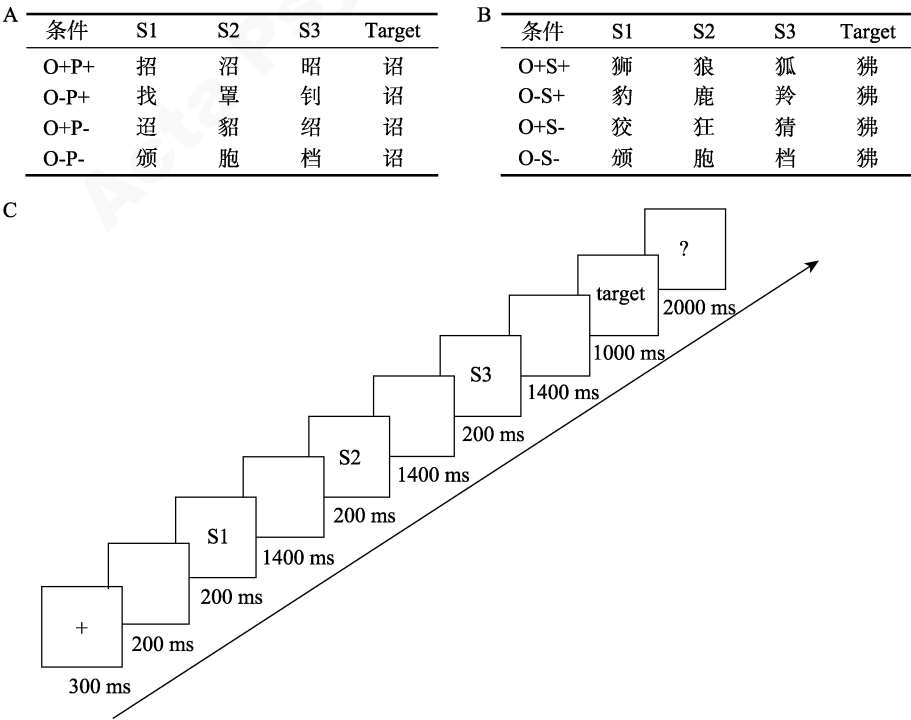 A
条件 S1 S2 S3 Target
O+P+ 招 沼 昭 诏
O-P+ 找 罩 钊 诏
O+P- 迢 貂 绍 诏
O-P- 颁 胞 档 诏
B
条件 S1 S2 S3 Target
O+S+ 狮 狼 狐 狒
O-S+ 豹 鹿 羚 狒
O+S- 狡 狂 猜 狒
O-S- 颁 胞 档 狒
C
+
300 ms
200 ms
S1
200 ms
1400 ms
S2
200 ms
1400 ms
S3
200 ms
1400 ms
target
1000 ms
?
2000 ms
Acta Psy